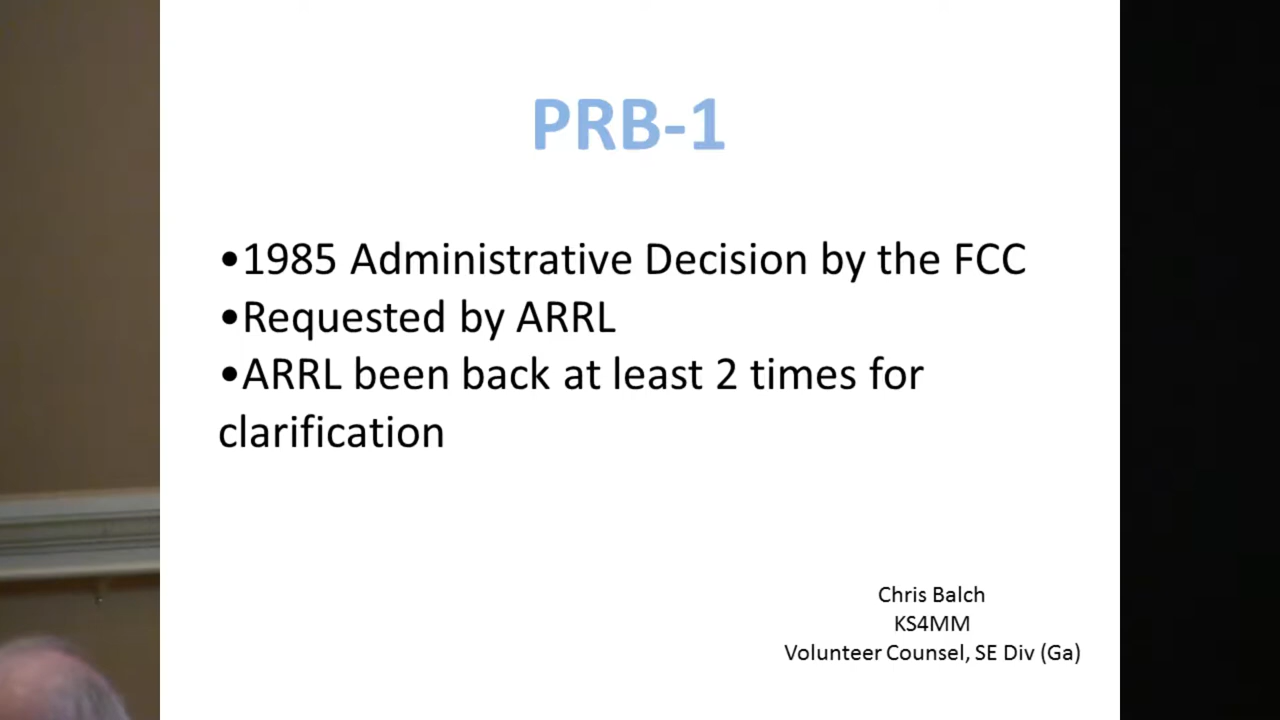 PRB-1
•1985 Administrative Decision by the FCC
•Requested by ARRL
•ARRL been back at least 2 times for
clarification
Chris Balch
KS4MM
Volunteer Counsel, SE Div (Ga)